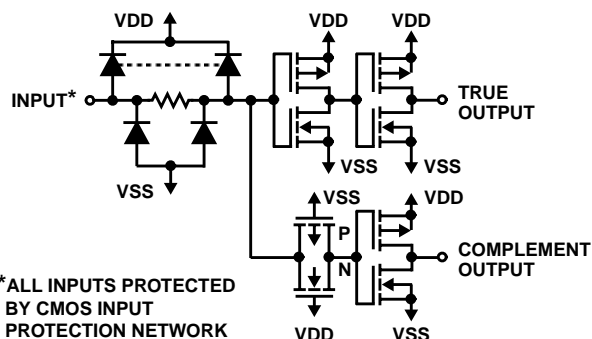 VDD
VDD
VDD
INPUT*
TRUE
OUTPUT
VSS
VSS
VSS
VSS
VDD
P
N
COMPLEMENT
OUTPUT
*ALL INPUTS PROTECTED
BY CMOS INPUT
PROTECTION NETWORK
VDD
VSS